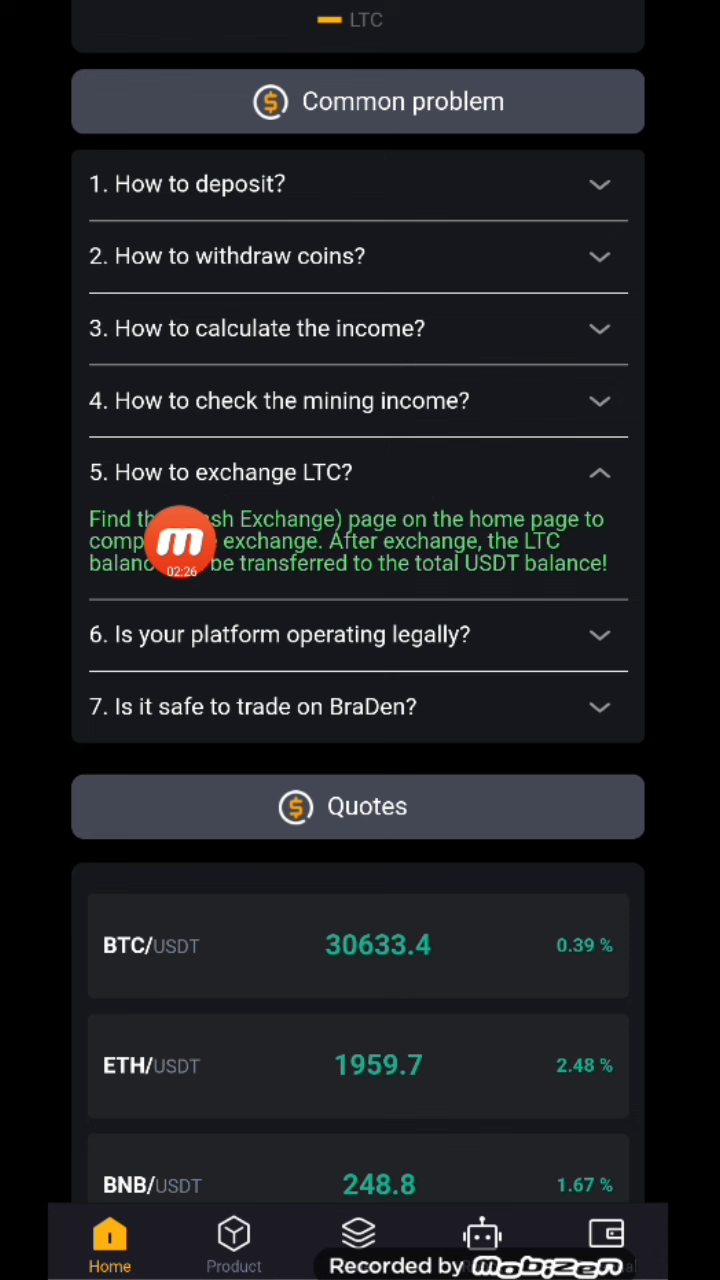 LTC
Common problem
1. How to deposit?
2. How to withdraw coins?
3. How to calculate the income?
4. How to check the mining income?
5. How to exchange LTC?
Find Exchange) page on the home page to
exchange. After exchange, the LTC
be transferred to the total USDT balance!
02:26
6. Is your platform operating legally?
7. Is it safe to trade on BraDen?
Quotes
BTC/USDT 30633.4 0.39 %
ETH/USDT 1959.7 2.48 %
BNB/USDT 248.8 1.67 %
Home Product
Recorded by mobizen